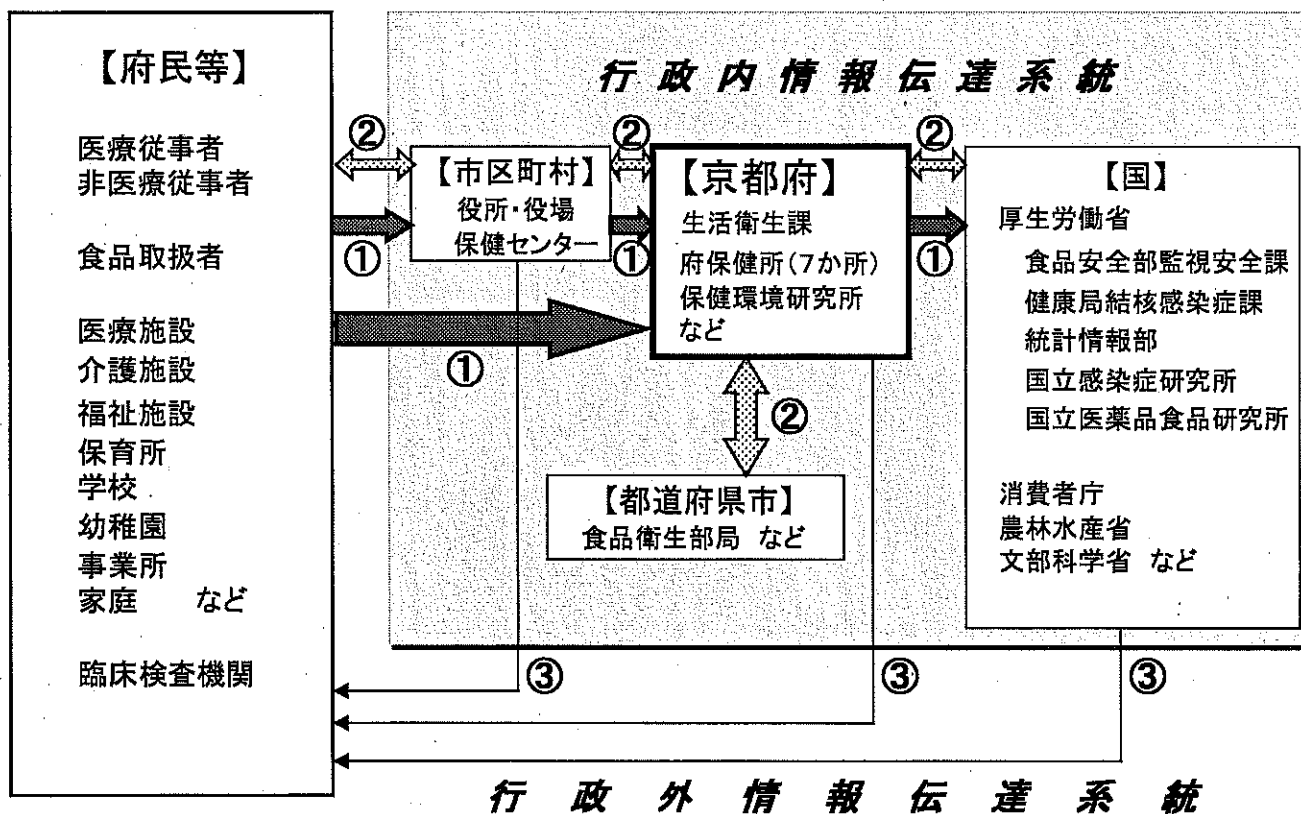 【府民等】
医療従事者
非医療従事者
食品取扱者
医療施設
介護施設
福祉施設
保育所
学校
幼稚園
事業所
家庭 など
臨床検査機関
行政内情報伝達系統
②
②
②
【市区町村】
役所・役場
保健センター
①
①
①
①
【京都府】
生活衛生課
府保健所(7か所)
保健環境研究所
など
②
【都道府県市】
食品衛生部局 など
【国】
厚生労働省
食品安全部監視安全課
健康局結核感染症課
統計情報部
国立感染症研究所
国立医薬品食品研究所
消費者庁
農林水産省
文部科学省 など
③
③
③
行政外情報伝達系統